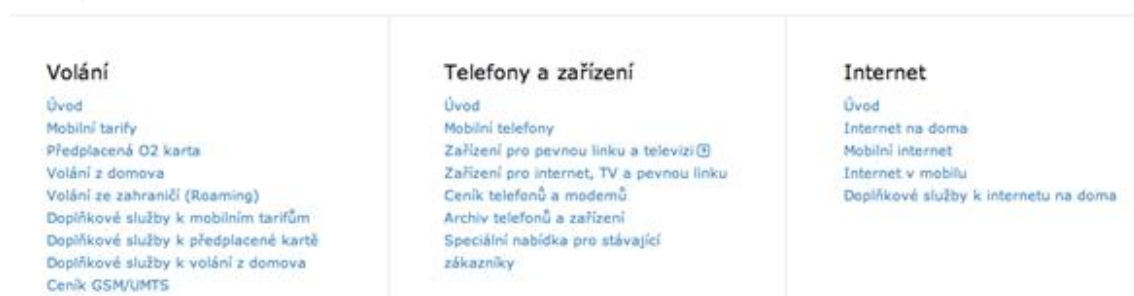 Volání
Úvod
Mobilní tarify
Předplacená O2 karta
Volání z domova
Volání ze zahraničí (Roaming)
Doplňkové služby k mobilním tarifům
Doplňkové služby k předplacené kartě
Doplňkové služby k volání z domova
Ceník GSM/UMTS
Telefony a zařízení
Úvod
Mobilní telefony
Zařízení pro pevnou linku a televizi
Zařízení pro internet, TV a pevnou linku
Ceník telefonů a modemů
Archiv telefonů a zařízení
Speciální nabídka pro stávající
zákazníky
Internet
Úvod
Internet na doma
Mobilní internet
Internet v mobilu
Doplňkové služby k internetu na doma